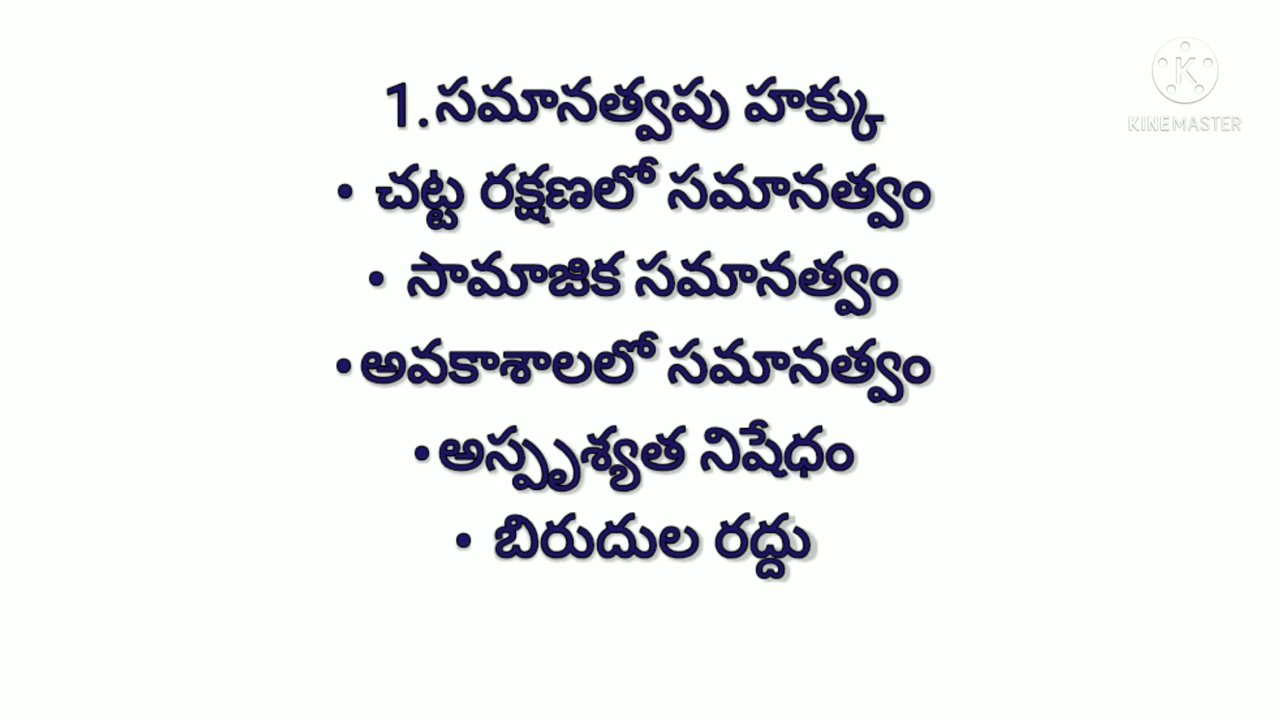 1.సమానత్వపు హక్కు
• చట్ట రక్షణలో సమానత్వం
• సామాజిక సమానత్వం
•అవకాశాలలో సమానత్వం
•అస్పృశ్యత నిషేధం
• బిరుదుల రద్దు
K
KINEMASTER